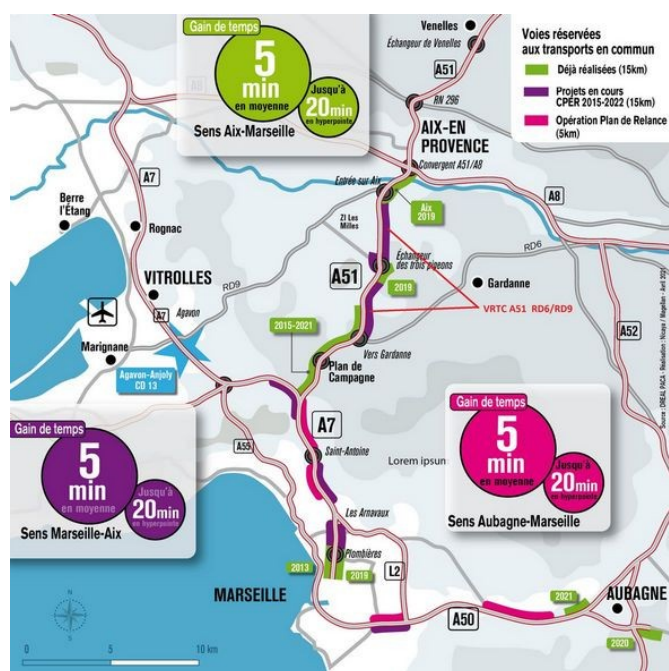 Gain de temps
5
min
en moyenne
Jusqu'à
20min
en hyperpointe
Sens Aix-Marseille
Venelles
Échangeur de Venelles
A51
RN 296
AIX-EN
PROVENCE
Convergent A51/A8
Voies réservées
aux transports en commun
Déjà réalisées (15km)
Projets en cours
CPER 2015-2022 (15km)
Opération Plan de Relance
(5km)
A7
Berre
l'Étang
Rognac
VITROLLES
RD9
Agavon
A7
Marignane
Agavon-Anjoly
CD 13
Entrée sur Aix
Aix
2019
ZI Les
Milles
A8
RD6
Échangeur
des trois pigeons
A51
2019
Gardanne
VRTC A51 RD6/RD9
A52
2015-2021
Vers Gardanne
Plan de
Campagne
Gain de temps
5
min
en moyenne
Jusqu'à
20min
en hyperpointe
Sens Marseille-Aix
A7
A55
Saint-Antoine
Lorem ipsum
Gain de temps
5
min
en moyenne
Jusqu'à
20min
en hyperpointe
Sens Aubagne-Marseille
Les Arnavaux
Plombières
2013
2019
L2
MARSEILLE
A50
2021
AUBAGNE
2020
N
0
5
10 km